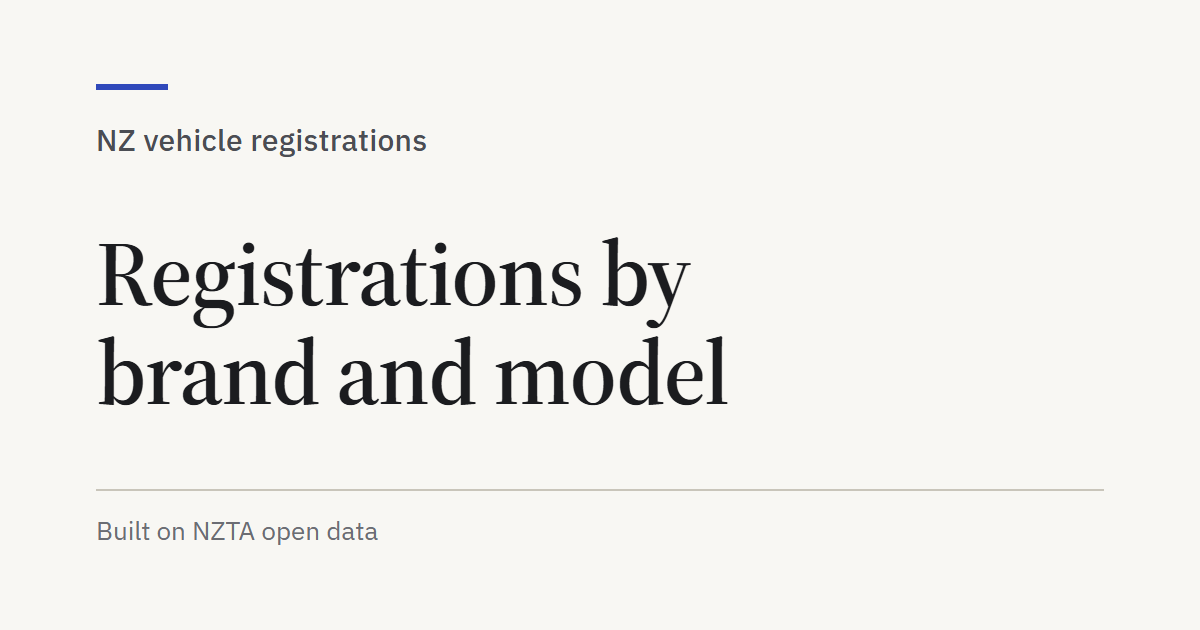 NZ vehicle registrations
Registrations by
brand and model
Built on NZTA open data